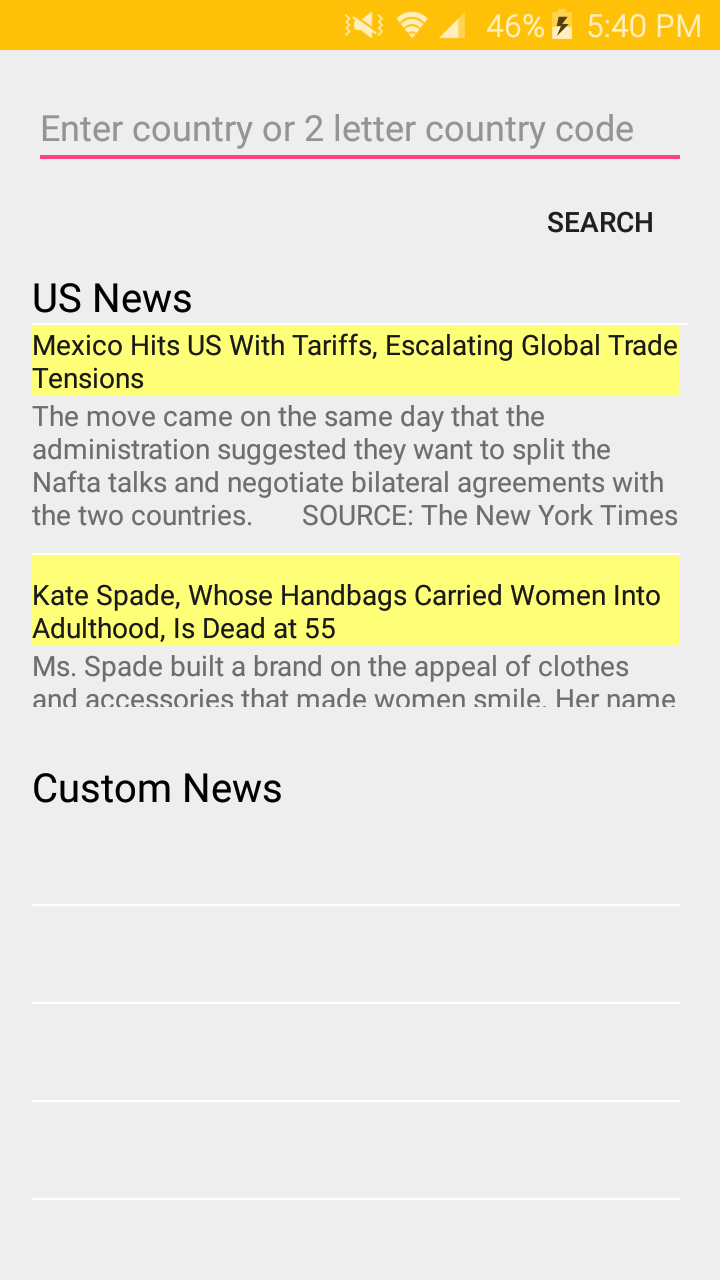 46% 5:40 PM
Enter country or 2 letter country code
SEARCH
US News
Mexico Hits US With Tariffs, Escalating Global Trade
Tensions
The move came on the same day that the
administration suggested they want to split the
Nafta talks and negotiate bilateral agreements with
the two countries. SOURCE: The New York Times
Kate Spade, Whose Handbags Carried Women Into
Adulthood, Is Dead at 55
Ms. Spade built a brand on the appeal of clothes
and accessories that made women smile. Her name
Custom News